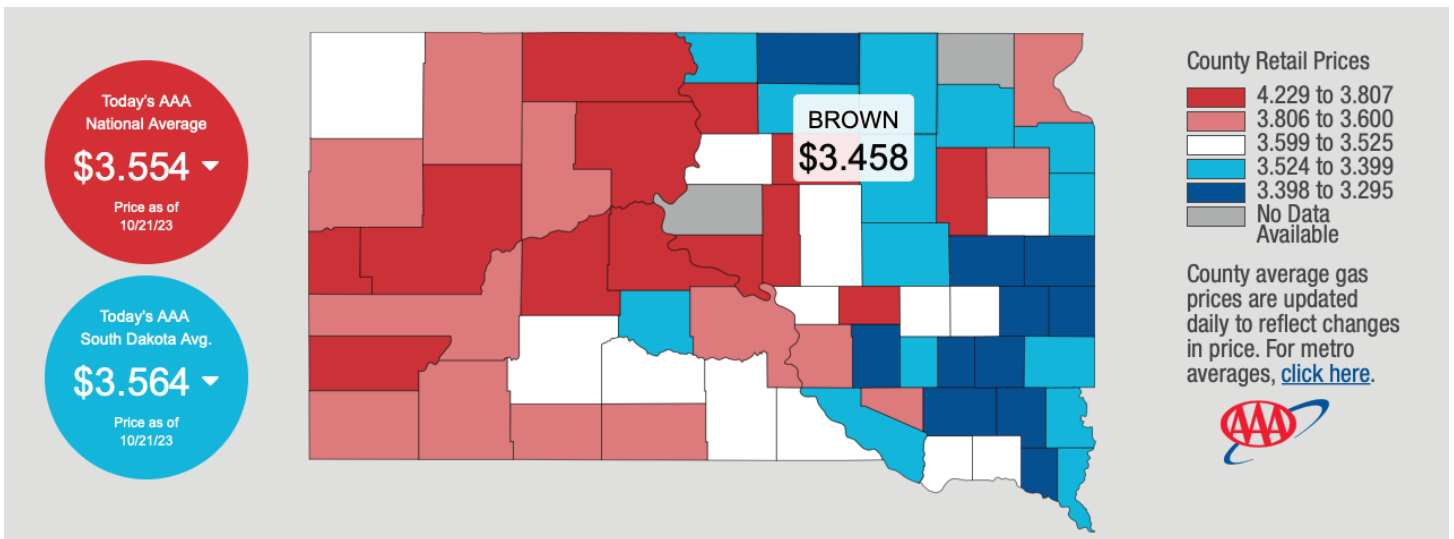 Today's AAA
National Average
$3.554
Price as of
10/21/23
Today's AAA
South Dakota Avg.
$3.564
Price as of
10/21/23
BROWN
$3.458
County Retail Prices
4.229 to 3.807
3.806 to 3.600
3.599 to 3.525
3.524 to 3.399
3.398 to 3.295
No Data
Available
County average gas
prices are updated
daily to reflect changes
in price. For metro
averages, click here.
AAA